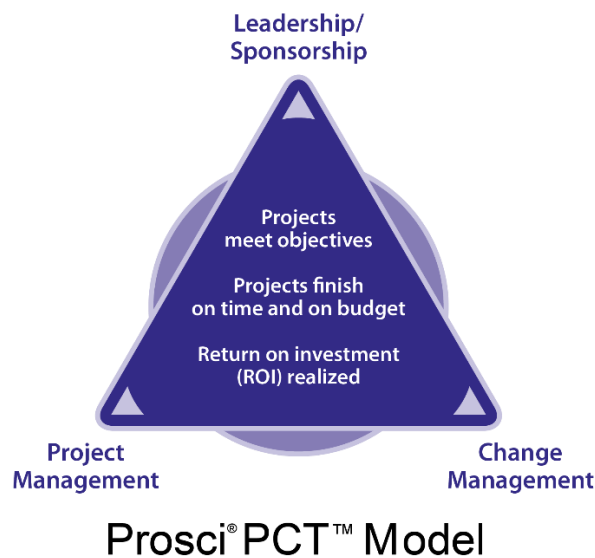 Leadership/
Sponsorship
Projects
meet objectives
Projects finish
on time and on budget
Return on investment
(ROI) realized
Project
Management
Change
Management
Prosci® PCT™ Model